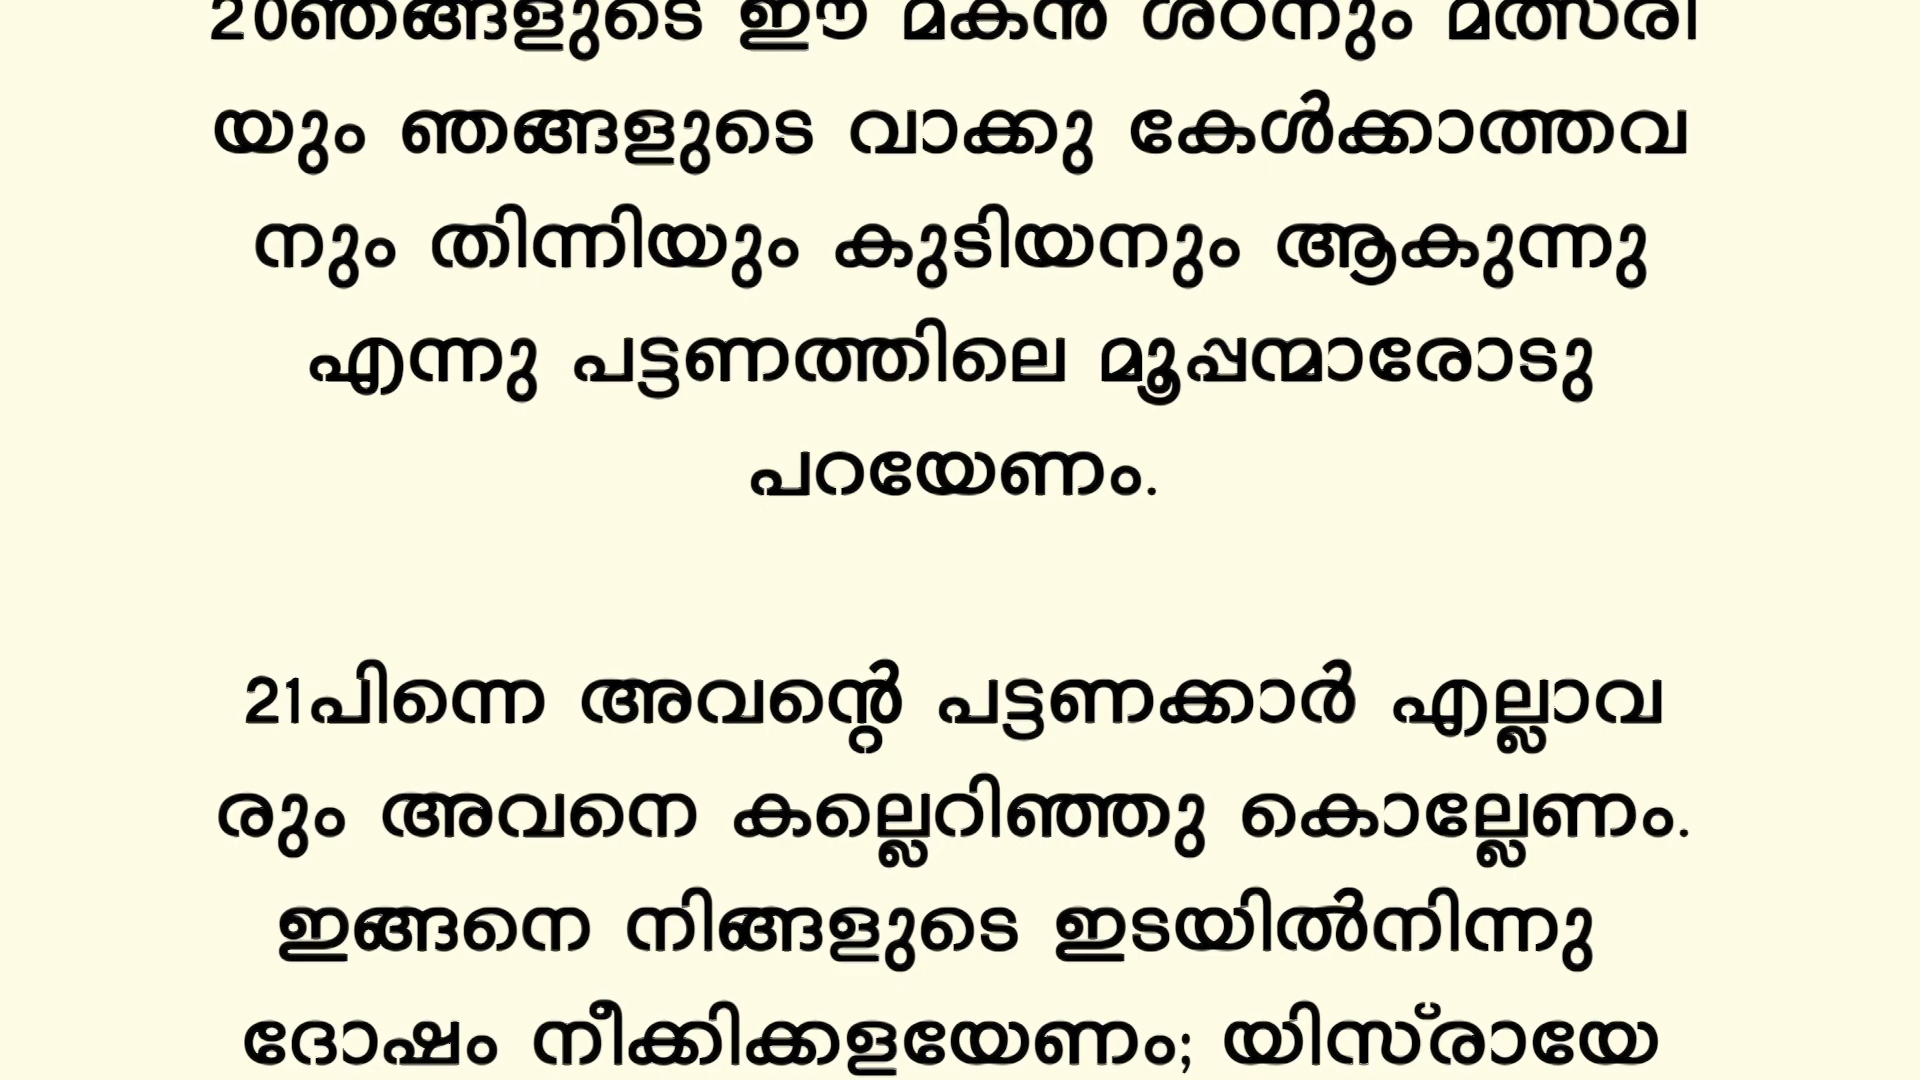 20ഞങ്ങളുടെ ഈ മകൻ ശഠനും മത്സരി
യും ഞങ്ങളുടെ വാക്കു കേൾക്കാത്തവ
നും തിന്നിയും കുടിയനും ആകുന്നു
എന്നു പട്ടണത്തിലെ മൂപ്പന്മാരോടു
പറയേണം.
21പിന്നെ അവന്റെ പട്ടണക്കാർ എല്ലാവ
രും അവനെ കല്ലെറിഞ്ഞു കൊല്ലേണം.
ഇങ്ങനെ നിങ്ങളുടെ ഇടയിൽനിന്നു
ദോഷം നീക്കിക്കളയേണം; യിസ്രായേ